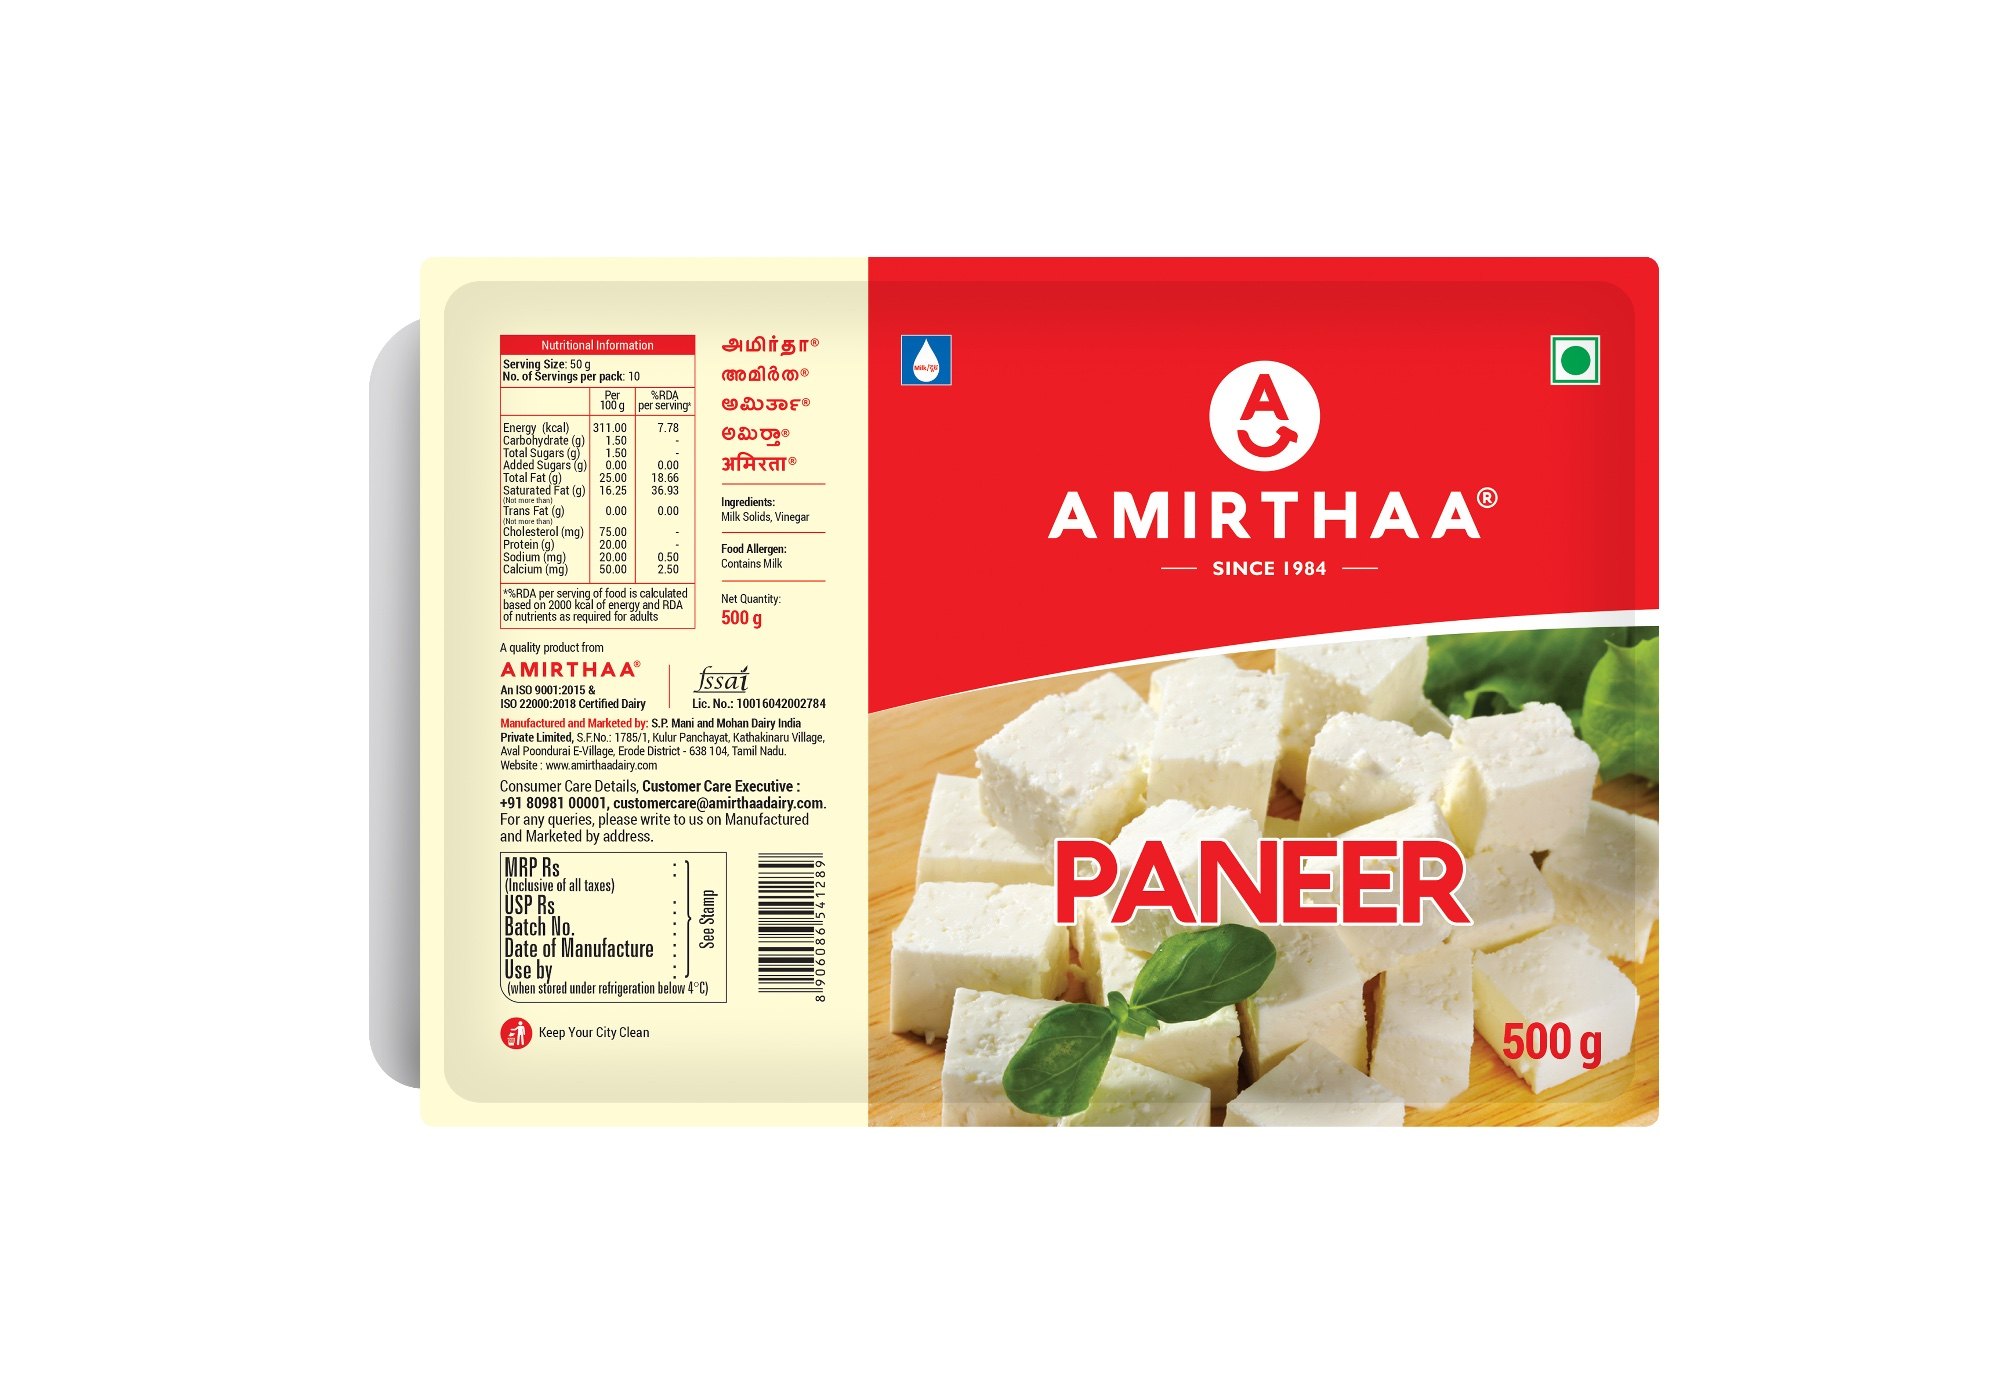 Nutritional Information
Serving Size: 50 g
No. of Servings per pack: 10
Per 100 g %RDA per serving*
Energy (kcal) 311.00 7.78
Carbohydrate (g) 1.50 -
Total Sugars (g) 1.50 -
Added Sugars (g) 0.00 0.00
Total Fat (g) 25.00 18.66
Saturated Fat (g) 16.25 36.93
(Not more than)
Trans Fat (g) 0.00 0.00
(Not more than)
Cholesterol (mg) 75.00 -
Protein (g) 20.00 -
Sodium (mg) 20.00 0.50
Calcium (mg) 50.00 2.50
*%RDA per serving of food is calculated
based on 2000 kcal of energy and RDA
of nutrients as required for adults
அமிர்தா®
അമിർത®
ಅಮಿರ್ತಾ®
అమిర్తా®
अमिरता®
Ingredients:
Milk Solids, Vinegar
Food Allergen:
Contains Milk
Net Quantity:
500 g
A quality product from
AMIRTHAA®
An ISO 9001:2015 &
ISO 22000:2018 Certified Dairy
fssai
Lic. No.: 10016042002784
Manufactured and Marketed by: S.P. Mani and Mohan Dairy India
Private Limited, S.F.No.: 1785/1, Kulur Panchayat, Kathakinaru Village,
Aval Poondurai E-Village, Erode District - 638 104, Tamil Nadu.
Website : www.amirthaadairy.com
Consumer Care Details, Customer Care Executive :
+91 80981 00001, customercare@amirthaadairy.com.
For any queries, please write to us on Manufactured
and Marketed by address.
MRP Rs :
(Inclusive of all taxes)
USP Rs :
Batch No. :
Date of Manufacture :
Use by :
(when stored under refrigeration below 4°C)
See Stamp
8 906086 541289
Keep Your City Clean
Milk/दूध
A
AMIRTHAA®
SINCE 1984
PANEER
500 g